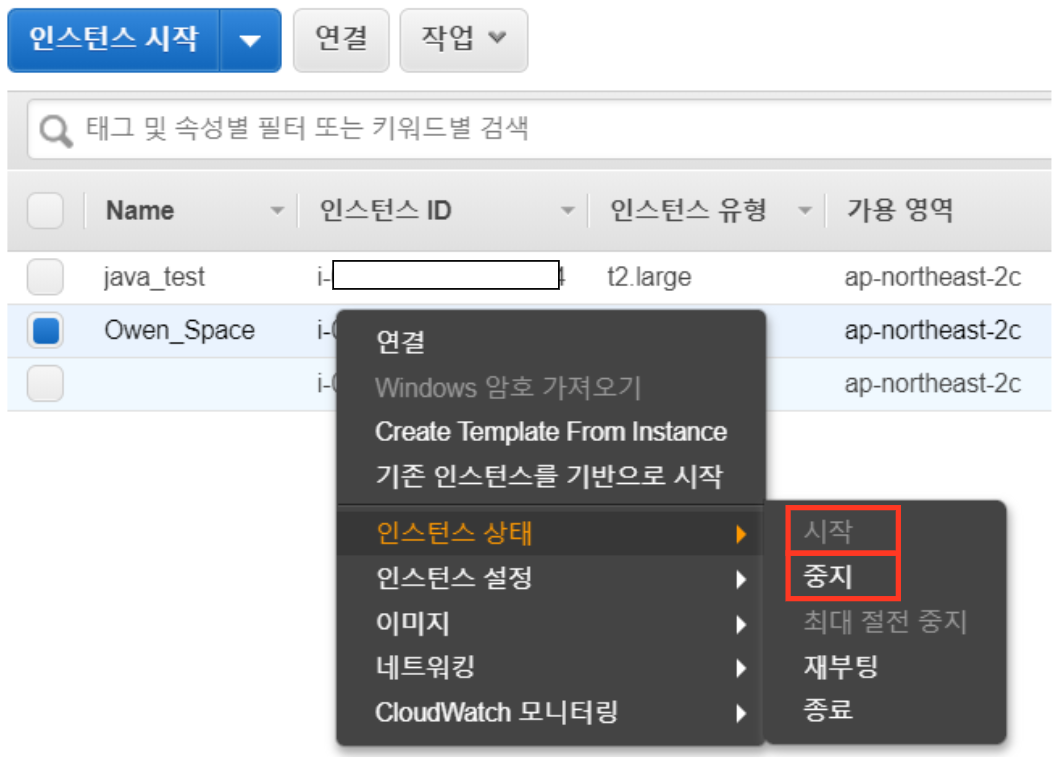 인스턴스 시작 연결 작업
태그 및 속성별 필터 또는 키워드별 검색
Name 인스턴스 ID 인스턴스 유형 가용 영역
java_test i- t2.large ap-northeast-2c
Owen_Space i-0 ap-northeast-2c
i-0 ap-northeast-2c
연결
Windows 암호 가져오기
Create Template From Instance
기존 인스턴스를 기반으로 시작
인스턴스 상태
인스턴스 설정
이미지
네트워킹
CloudWatch 모니터링
시작
중지
최대 절전 중지
재부팅
종료